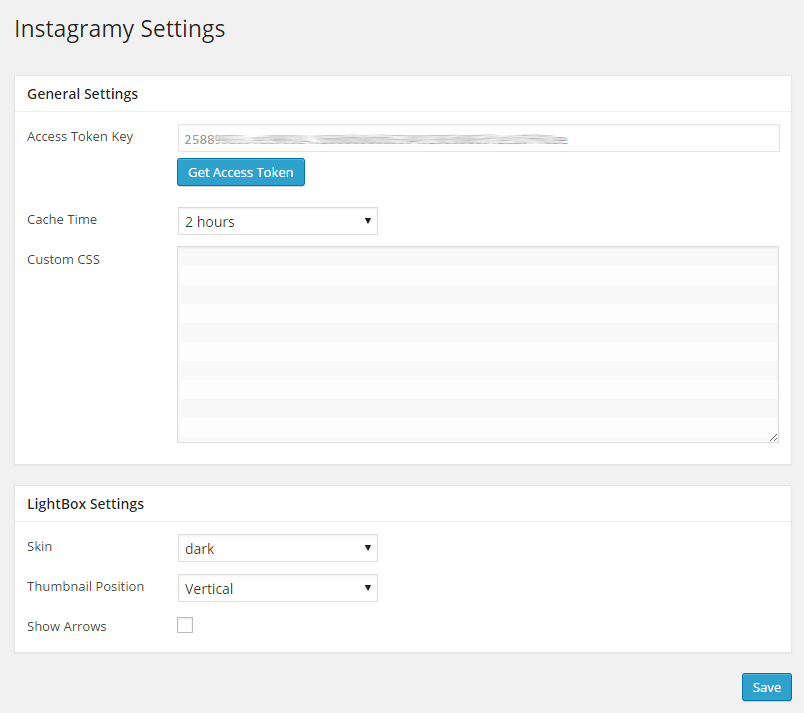 Instagramy Settings
General Settings
Access Token Key
2588
Get Access Token
Cache Time
2 hours
Custom CSS
LightBox Settings
Skin
dark
Thumbnail Position
Vertical
Show Arrows
Save